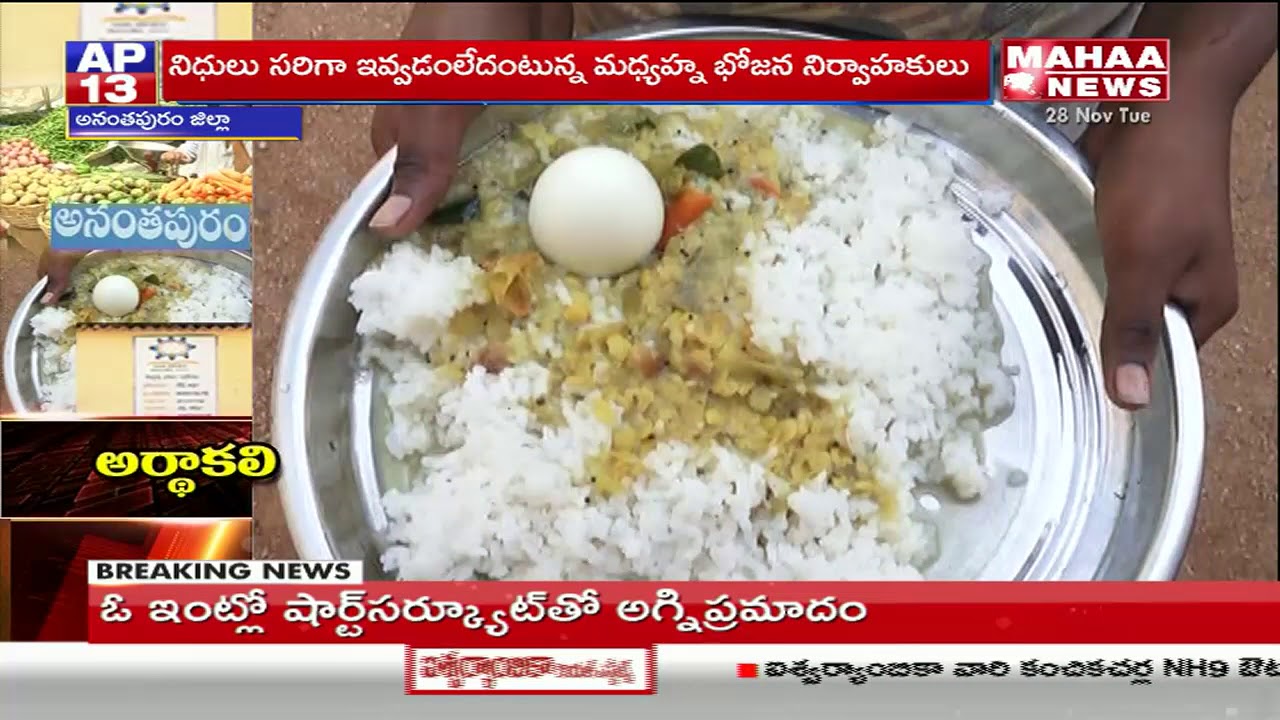 AP
13
నిధులు సరిగా ఇవ్వడంలేదంటున్న మధ్యహ్న భోజన నిర్వాహకులు
MAHAA
NEWS
28 Nov Tue
అనంతపురం జిల్లా
అనంతపురం
అర్థాకలి
BREAKING NEWS
ఓ ఇంట్లో షార్ట్‌సర్క్యూట్‌తో అగ్నిప్రమాదం
వారి కంచికచర్ల NH9